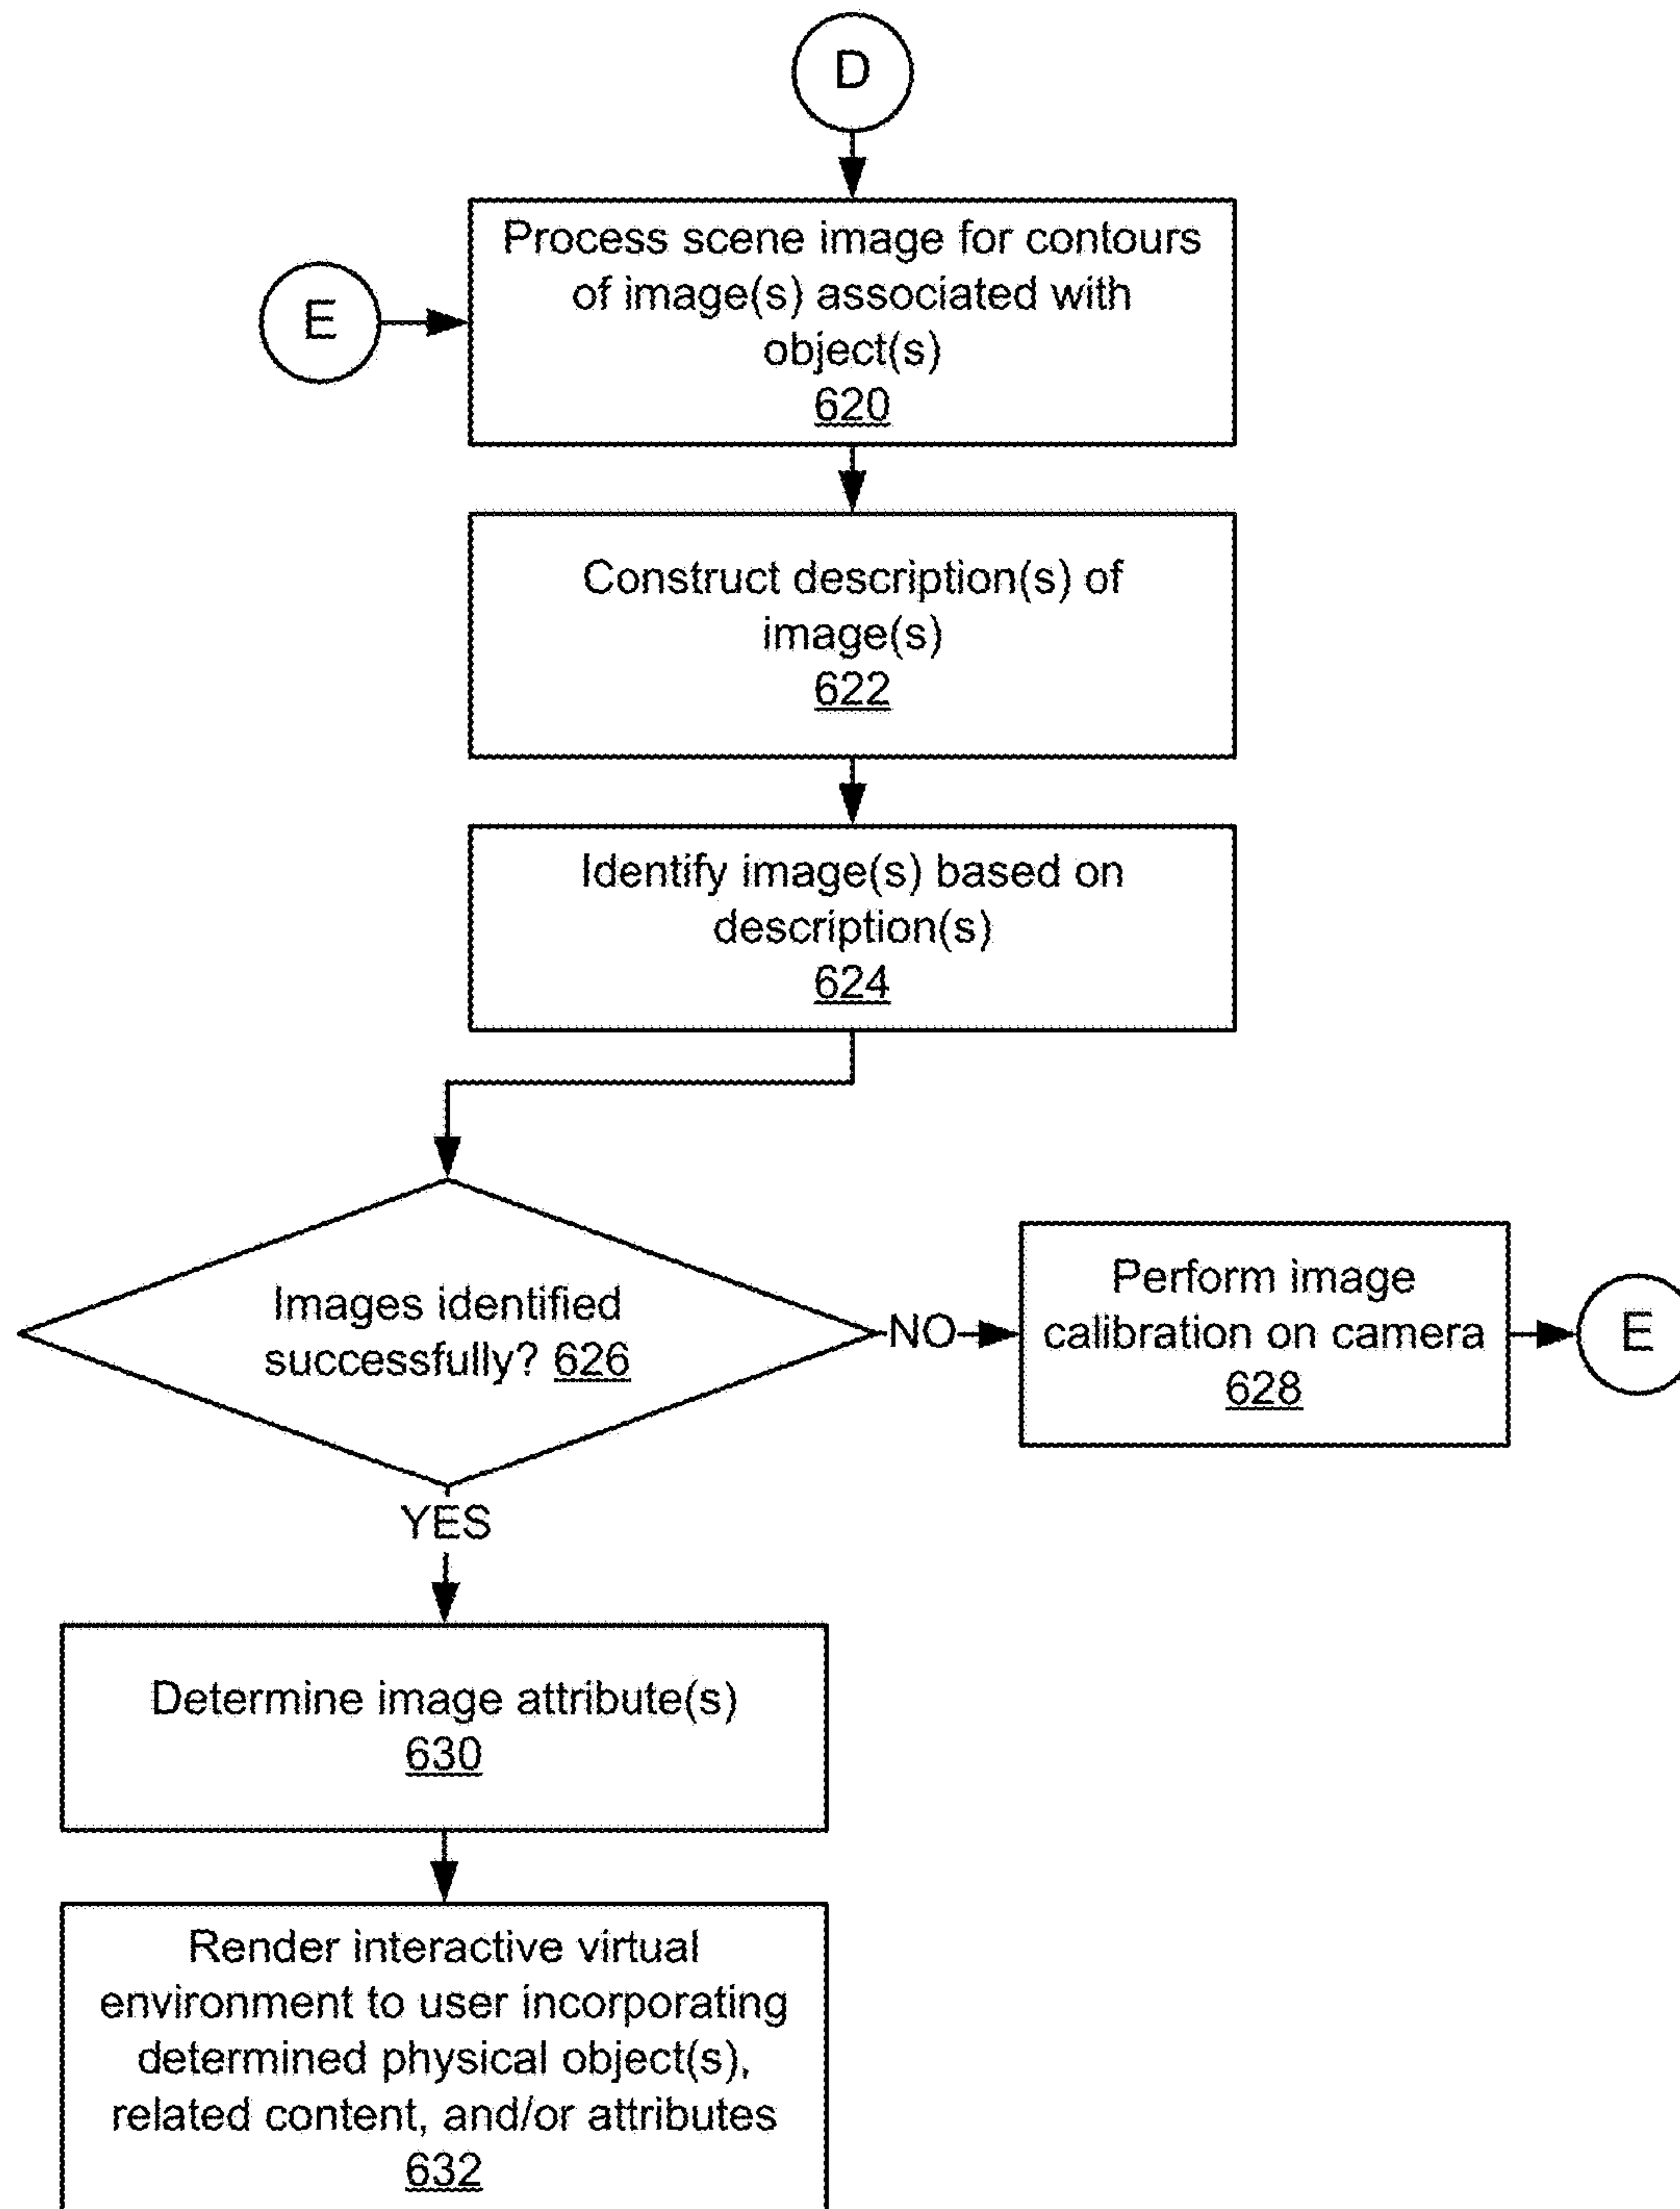 D
Process scene image for contours
of image(s) associated with
object(s)
620
E
Construct description(s) of
image(s)
622
Identify image(s) based on
description(s)
624
Images identified
successfully? 626
NO
Perform image
calibration on camera
628
E
YES
Determine image attribute(s)
630
Render interactive virtual
environment to user incorporating
determined physical object(s),
related content, and/or attributes
632